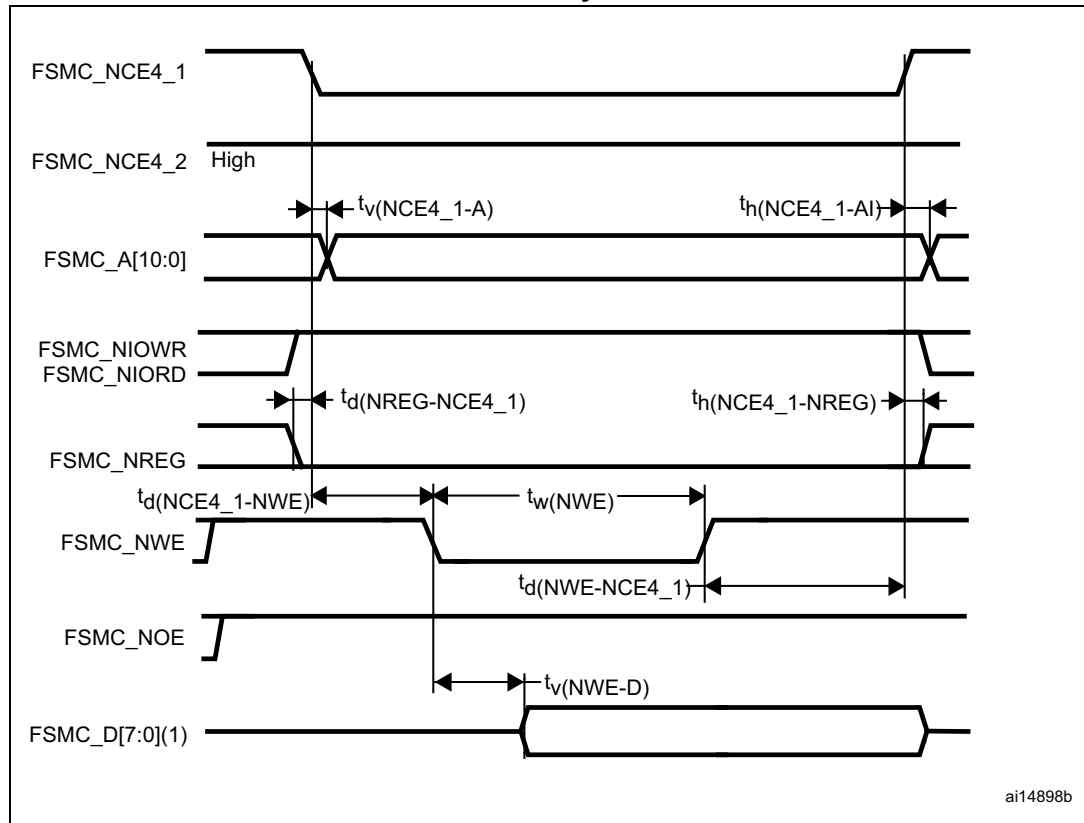 FSMC_NCE4_1
FSMC_NCE4_2 High
tv(NCE4_1-A) th(NCE4_1-AI)
FSMC_A[10:0]
FSMC_NIOWR
FSMC_NIORD
td(NREG-NCE4_1) th(NCE4_1-NREG)
FSMC_NREG
td(NCE4_1-NWE) tw(NWE)
FSMC_NWE
td(NWE-NCE4_1)
FSMC_NOE
tv(NWE-D)
FSMC_D[7:0](1)
ai14898b